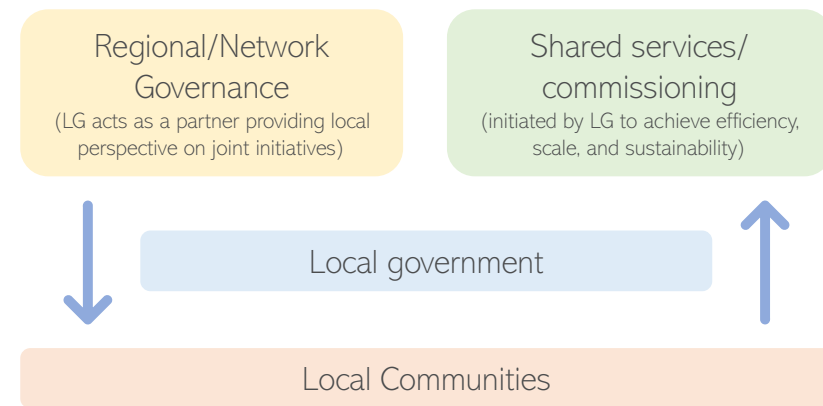 Regional/Network
Governance
(LG acts as a partner providing local
perspective on joint initiatives)
Shared services/
commissioning
(initiated by LG to achieve efficiency,
scale, and sustainability)
Local government
Local Communities